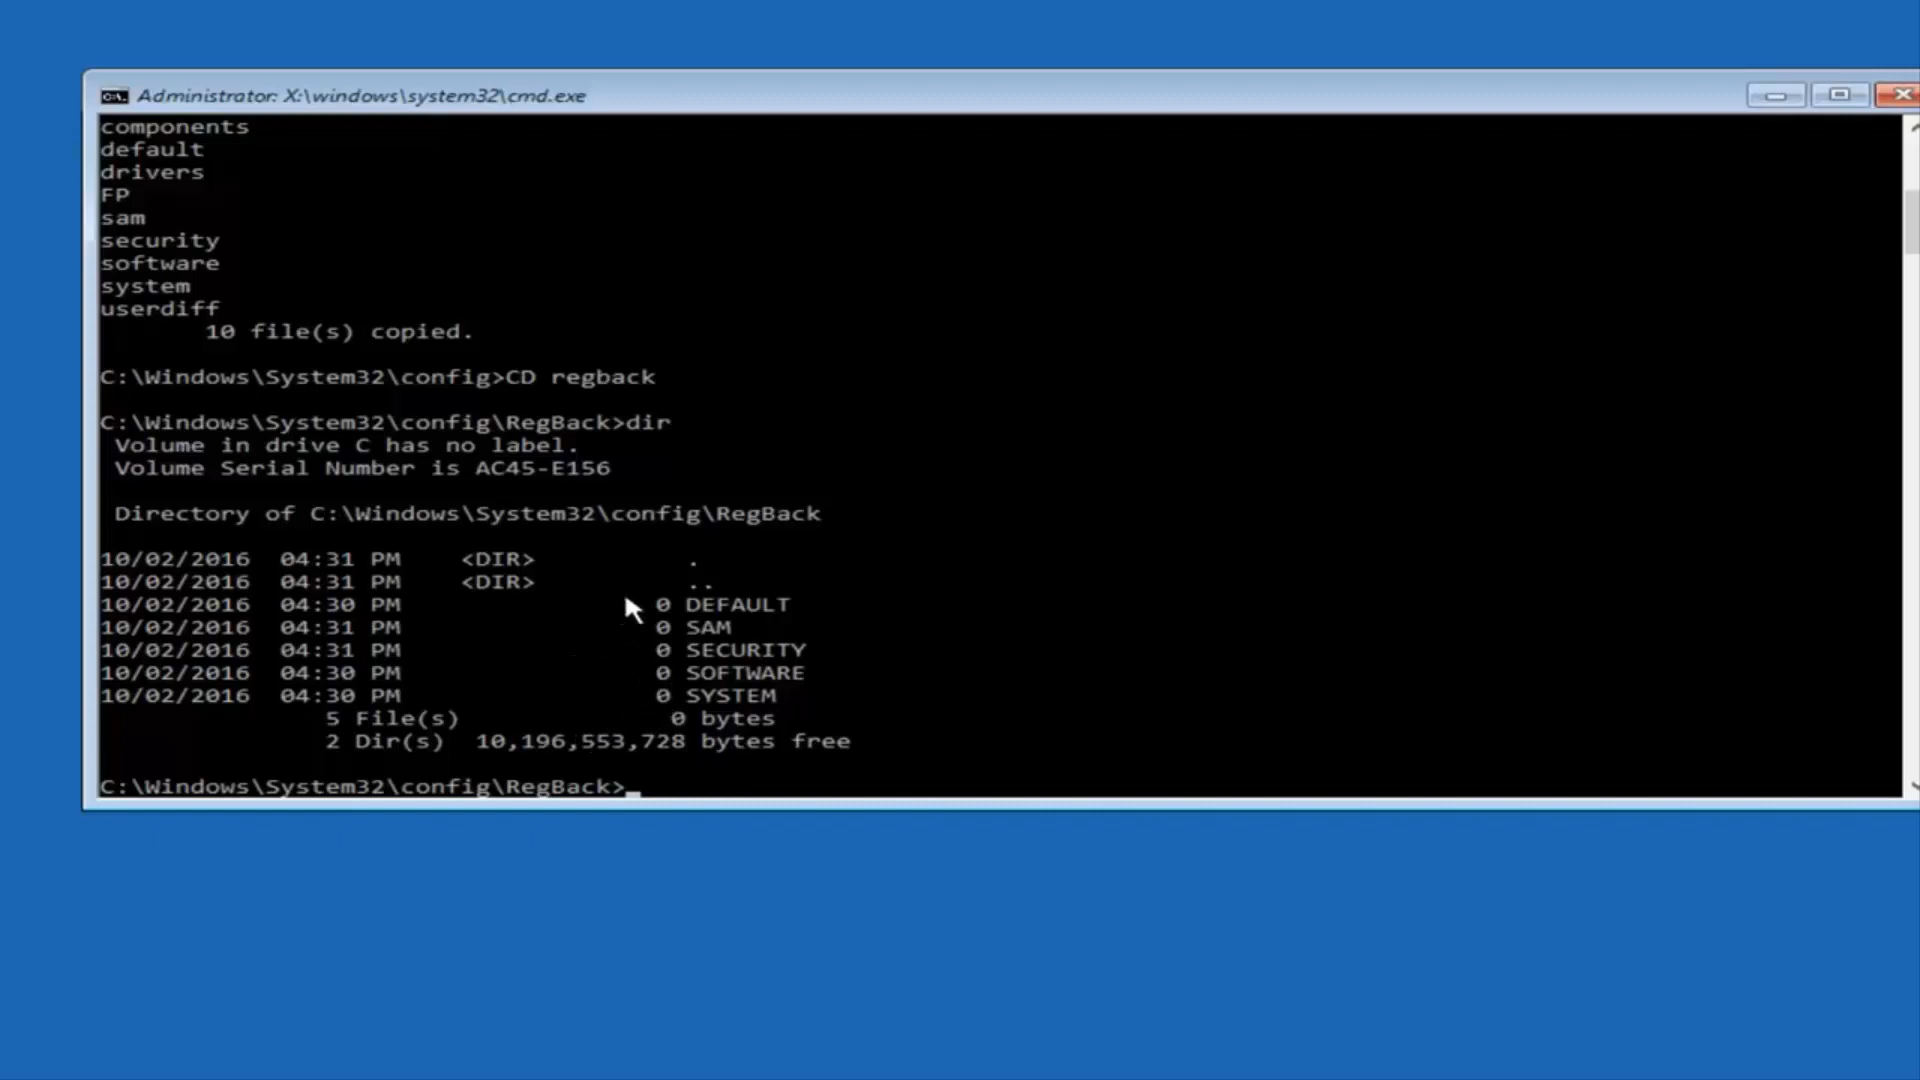 Administrator: X:\windows\system32\cmd.exe
components
default
drivers
FP
sam
security
software
system
userdiff
10 file(s) copied.
C:\Windows\System32\config>CD regback
C:\Windows\System32\config\RegBack>dir
Volume in drive C has no label.
Volume Serial Number is AC45-E156
Directory of C:\Windows\System32\config\RegBack
10/02/2016 04:31 PM <DIR> .
10/02/2016 04:31 PM <DIR> ..
10/02/2016 04:30 PM 0 DEFAULT
10/02/2016 04:31 PM 0 SAM
10/02/2016 04:31 PM 0 SECURITY
10/02/2016 04:30 PM 0 SOFTWARE
10/02/2016 04:30 PM 0 SYSTEM
5 File(s) 0 bytes
2 Dir(s) 10,196,553,728 bytes free
C:\Windows\System32\config\RegBack>_